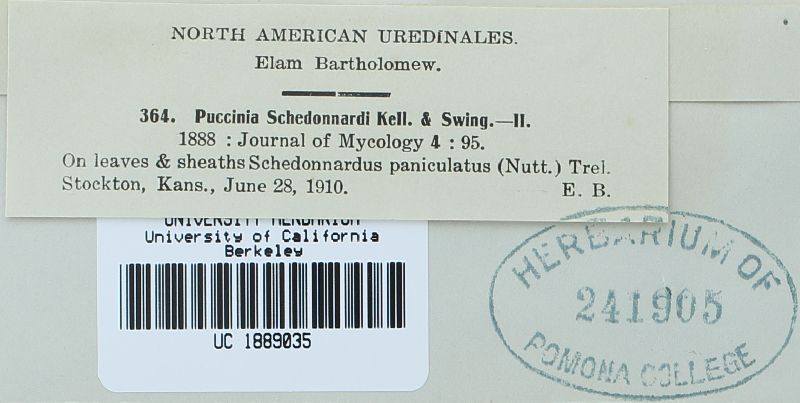 NORTH AMERICAN UREDINALES.
Elam Bartholomew.
364. Puccinia Schedonnardi Kell. & Swing.—II.
1888 : Journal of Mycology 4 : 95.
On leaves & sheaths Schedonnardus paniculatus (Nutt.) Trel.
Stockton, Kans., June 28, 1910. E. B.
UNIVERSITY HERBARIUM
University of California
Berkeley
UC 1889035
HERBARIUM OF
241905
POMONA COLLEGE